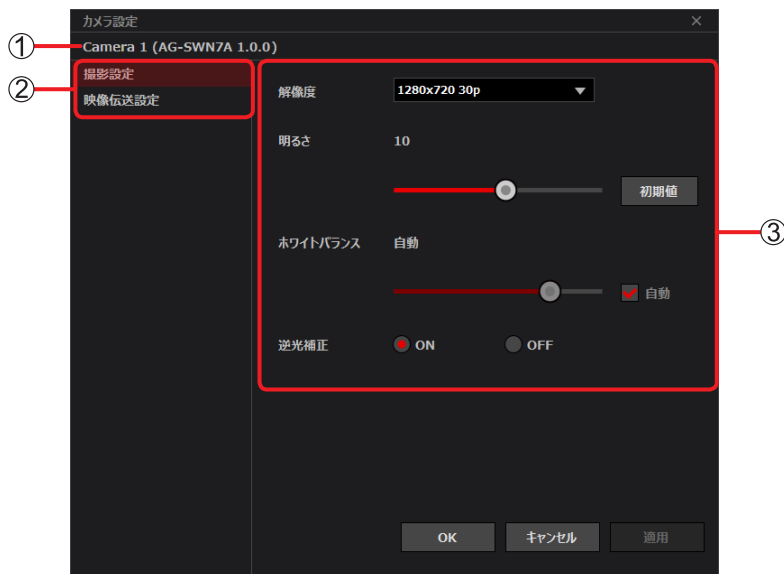 カメラ設定
① Camera 1 (AG-SWN7A 1.0.0)
② 撮影設定
映像伝送設定
解像度 1280x720 30p
明るさ 10
初期値
③
ホワイトバランス 自動
自動
逆光補正 ON OFF
OK キャンセル 適用